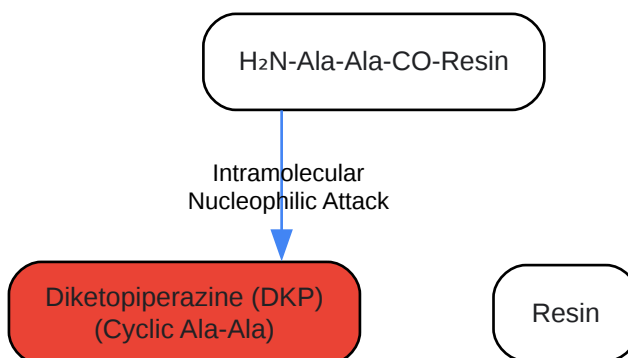 H₂N-Ala-Ala-CO-Resin
Intramolecular
Nucleophilic Attack
Diketopiperazine (DKP)
(Cyclic Ala-Ala)
Resin